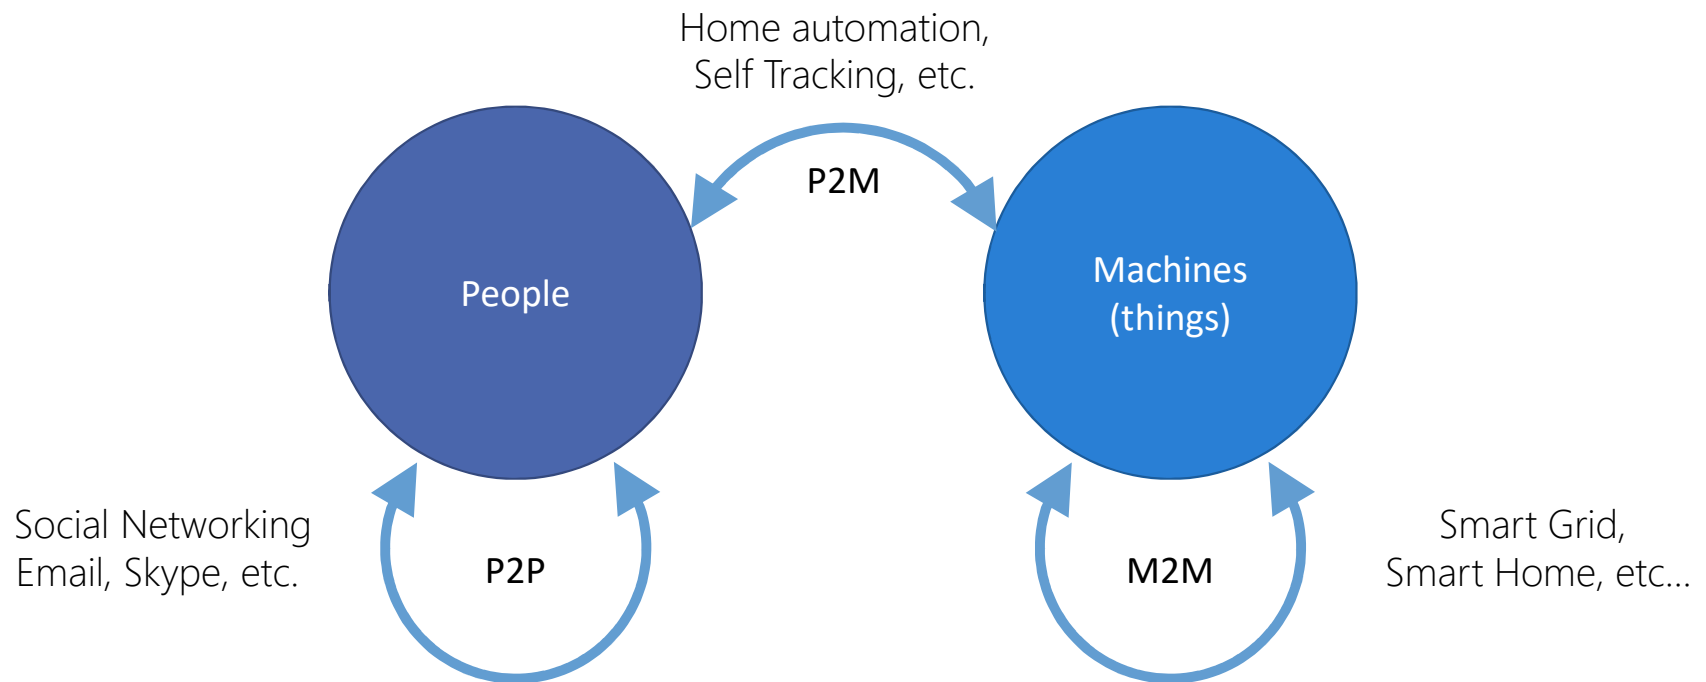 Home automation,
Self Tracking, etc.
P2M
People
Machines
(things)
Social Networking
Email, Skype, etc.
P2P
M2M
Smart Grid,
Smart Home, etc...